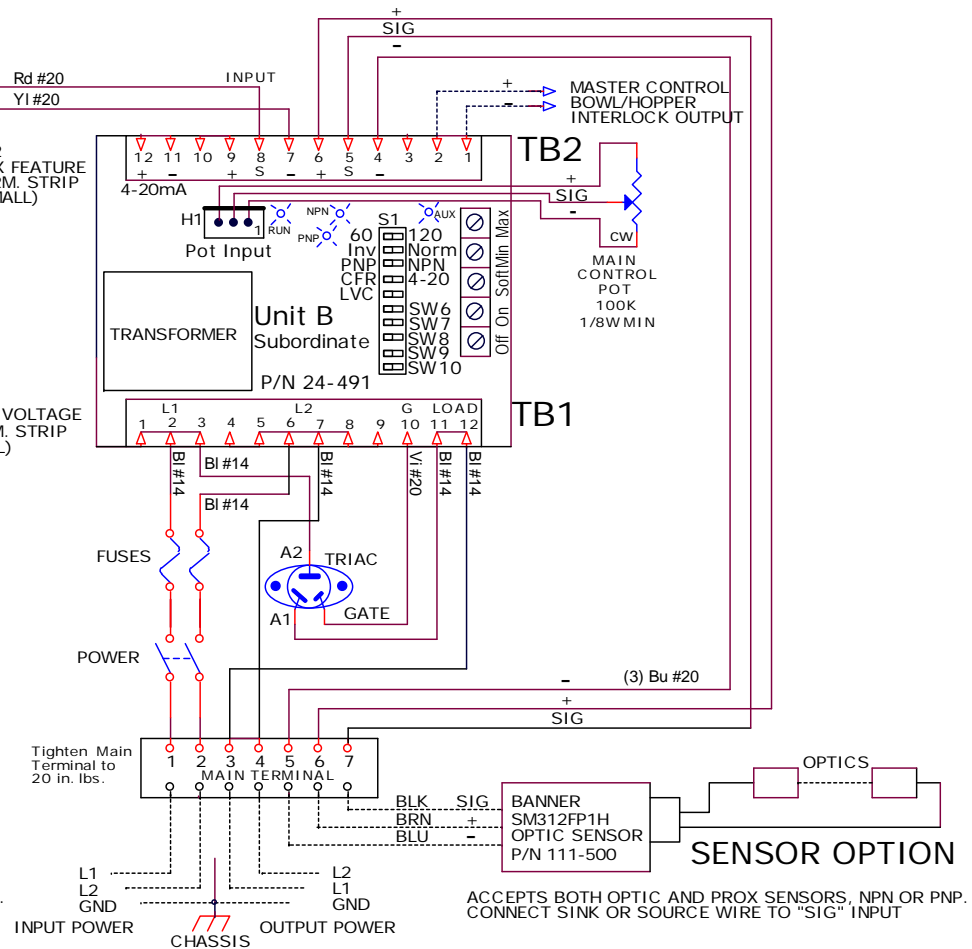 +
SIG
–
Rd #20
INPUT
Yl #20
+ MASTER CONTROL
– BOWL/HOPPER
INTERLOCK OUTPUT
TB2
12 11 10 9 8 7 6 5 4 3 2 1
+ – + S – + S –
X FEATURE
RM. STRIP
MALL)
4-20mA
H1
1
Pot Input
RUN
NPN
PNP
AUX
+
SIG
-
CW
MAIN
CONTROL
POT
100K
1/8W MIN
S1
60 120
Inv Norm
PNP NPN
CFR 4-20
LVC
SW6
SW7
SW8
SW9
SW10
Off On Soft Min Max
TRANSFORMER
Unit B
Subordinate
P/N 24-491
VOLTAGE
M. STRIP
L)
TB1
L1 L2 G LOAD
1 2 3 4 5 6 7 8 9 10 11 12
Bl #14
Bl #14
Bl #14
Bl #14
Vi #20
Bl #14
Bl #14
FUSES
A2
TRIAC
A1
GATE
POWER
– (3) Bu #20
+
SIG
Tighten Main
Terminal to
20 in. lbs.
1 2 3 4 5 6 7
MAIN TERMINAL
BLK SIG
BRN +
BLU –
BANNER
SM312FP1H
OPTIC SENSOR
P/N 111-500
OPTICS
SENSOR OPTION
ACCEPTS BOTH OPTIC AND PROX SENSORS, NPN OR PNP.
CONNECT SINK OR SOURCE WIRE TO "SIG" INPUT
L1 L2
L2 L1
GND GND
INPUT POWER OUTPUT POWER
CHASSIS